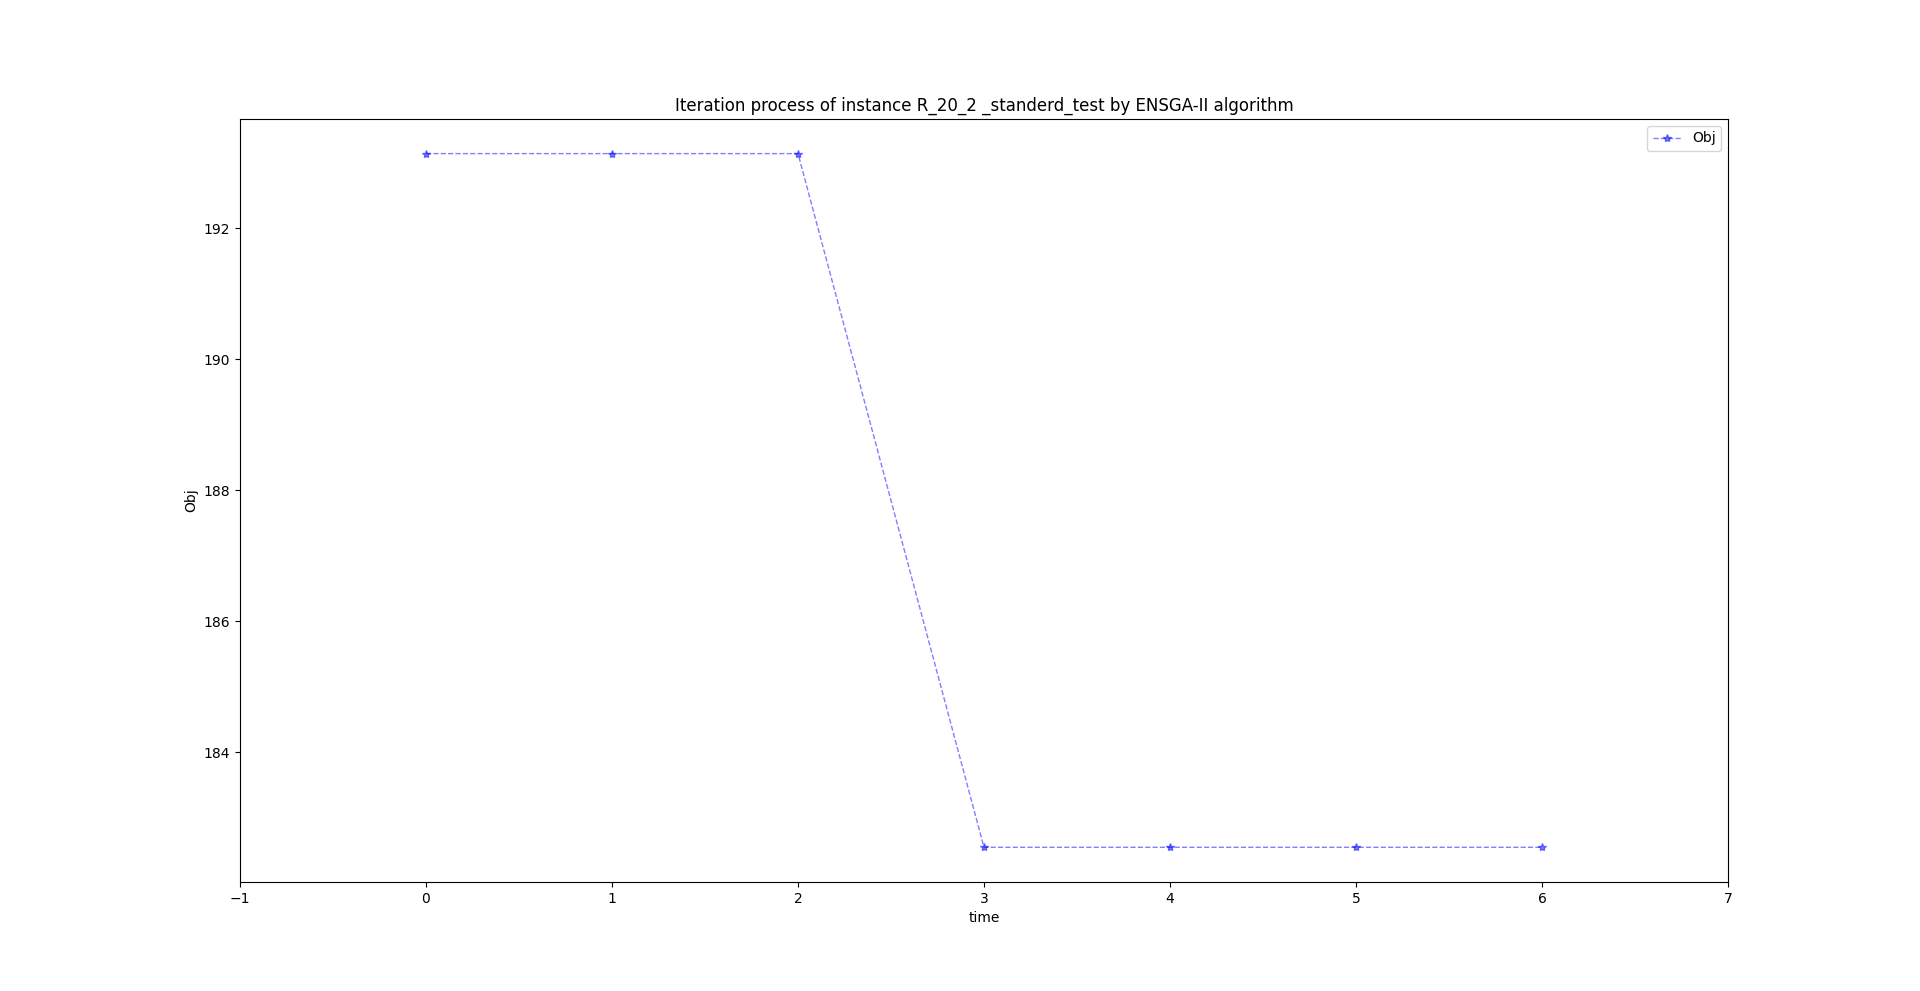 Iteration process of instance R_20_2 _standerd_test by ENSGA-II algorithm
Obj
192
190
188
186
184
Obj
−1 0 1 2 3 4 5 6 7
time